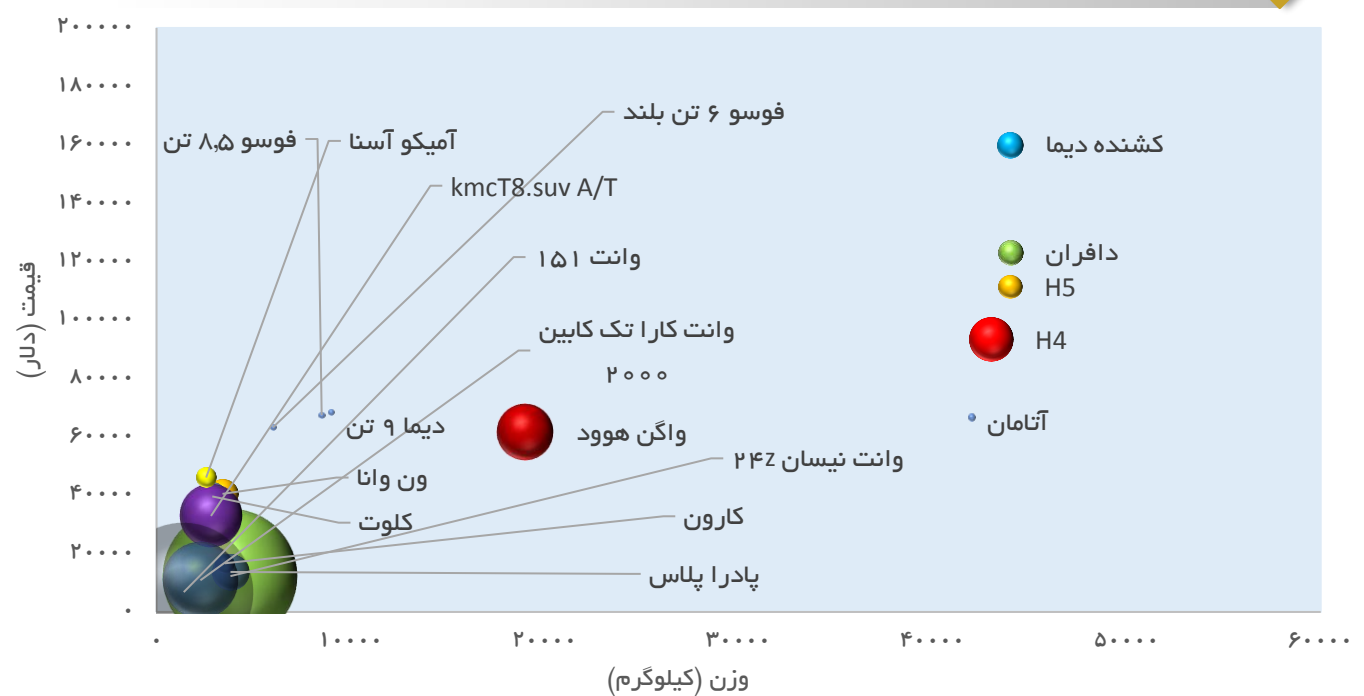 ۲۰۰۰۰۰
۱۸۰۰۰۰
۱۶۰۰۰۰
۱۴۰۰۰۰
۱۲۰۰۰۰
۱۰۰۰۰۰
۸۰۰۰۰
۶۰۰۰۰
۴۰۰۰۰
۲۰۰۰۰
۰
قیمت (دلار)
فوسو ۶ تن بلند
فوسو ۸,۵ تن
آمیکو آسنا
کشنده دیما
kmcT8.suv A/T
وانت ۱۵۱
دافران
H5
وانت کارا تک کابین
۲۰۰۰
H4
دیما ۹ تن
واگن هوود
آتامان
وانت نیسان ۲۴z
ون وانا
کلوت
کارون
پادرا پلاس
۰
۱۰۰۰۰
۲۰۰۰۰
۳۰۰۰۰
۴۰۰۰۰
۵۰۰۰۰
۶۰۰۰۰
وزن (کیلوگرم)